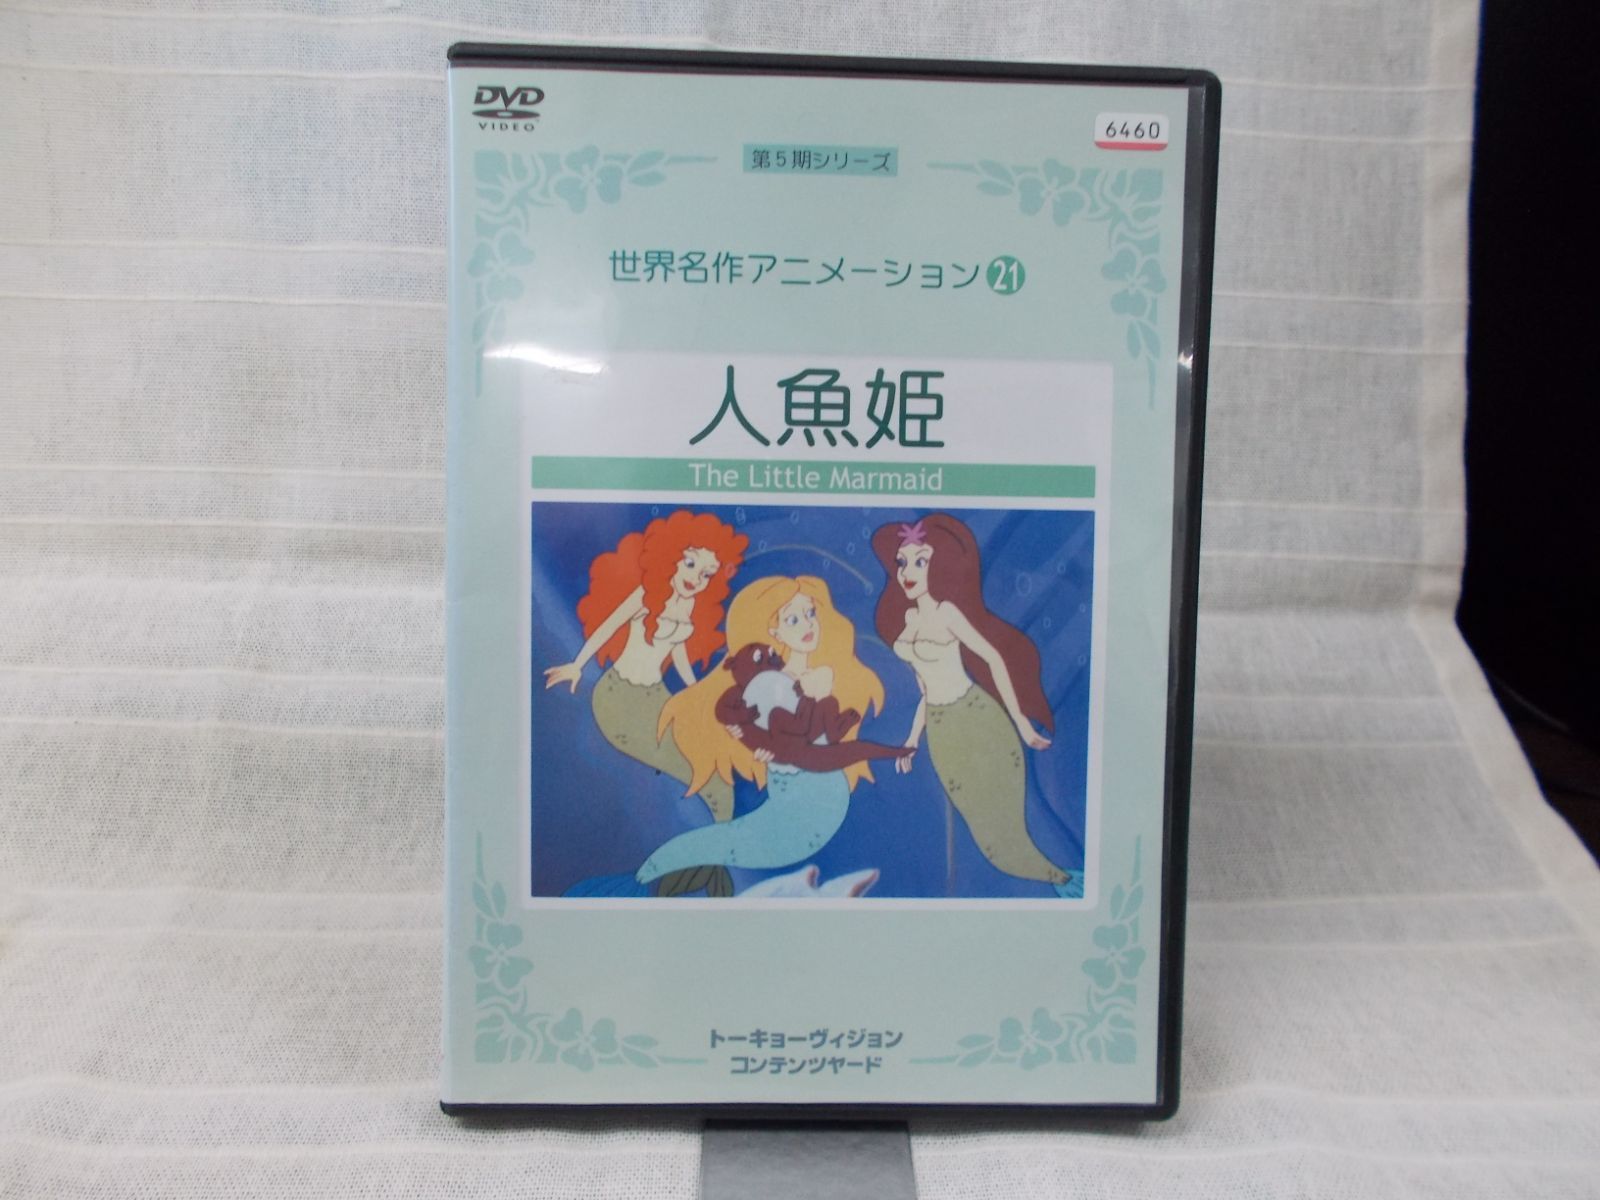 DVD
VIDEO
6460
第5期シリーズ
世界名作アニメーション21
人魚姫
The Little Marmaid
トーキョーヴィジョン
コンテンツヤード